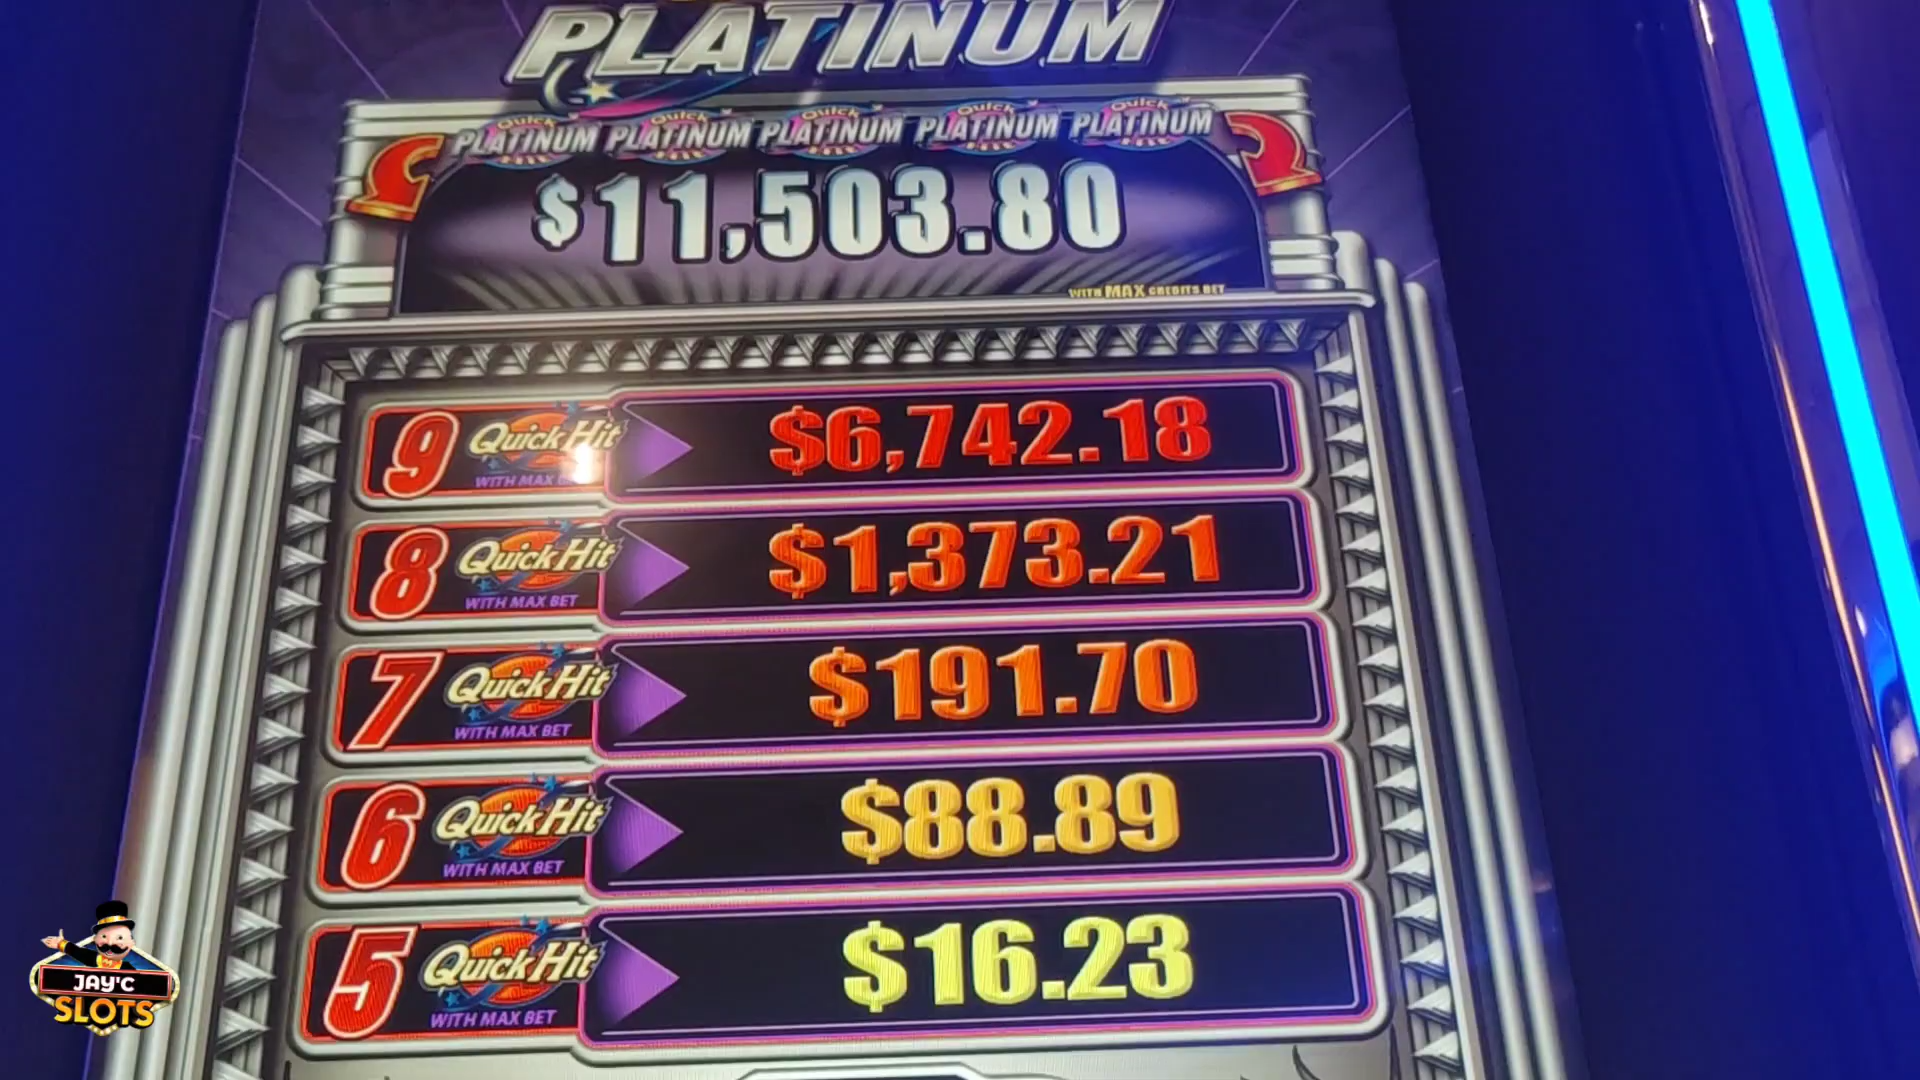 PLATINUM
Quick Quick Quick Quick Quick
PLATINUM PLATINUM PLATINUM PLATINUM PLATINUM
$11,503.80
WITH MAX CREDITS BET
9 Quick Hit $6,742.18
WITH MAX
8 Quick Hit $1,373.21
WITH MAX BET
7 Quick Hit $191.70
WITH MAX BET
6 Quick Hit $88.89
WITH MAX BET
5 Quick Hit $16.23
WITH MAX BET
JAY'C
SLOTS